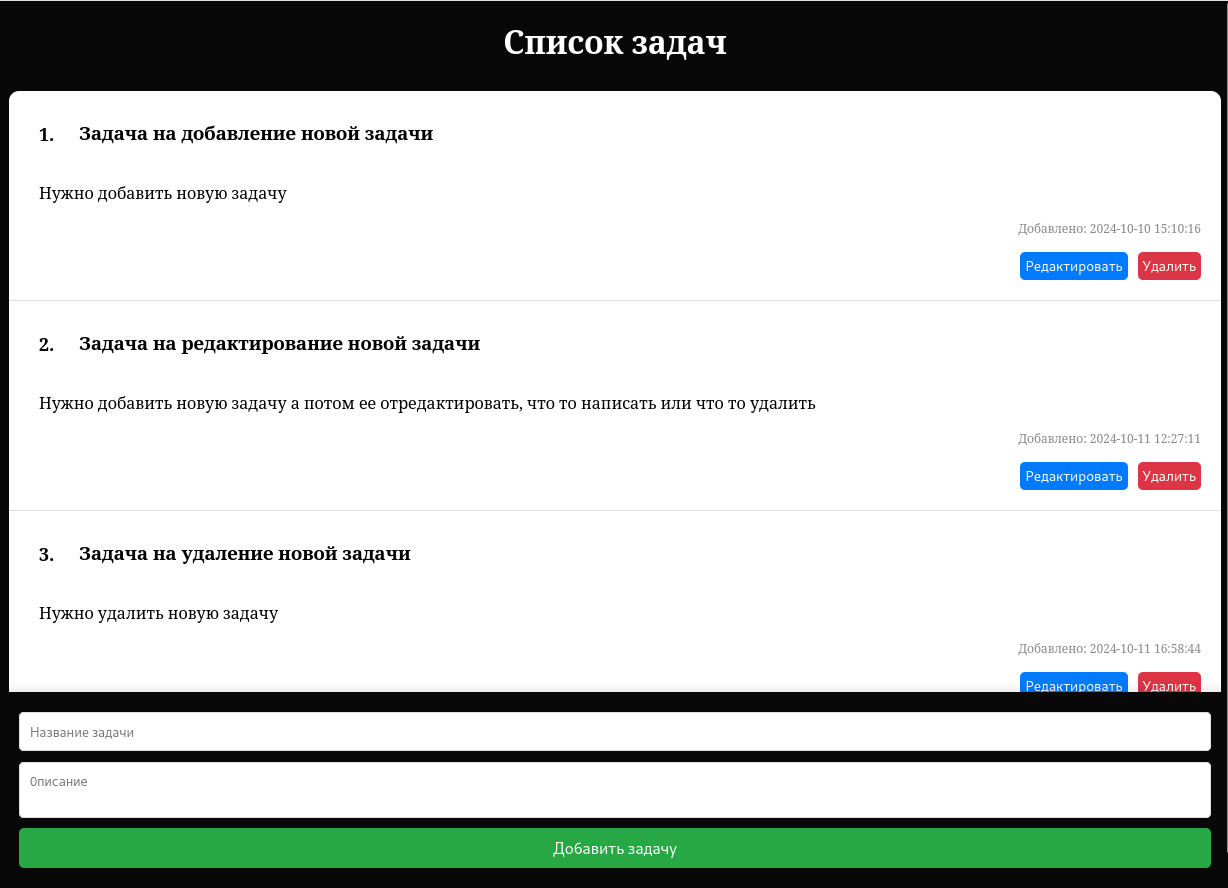 Список задач
1. Задача на добавление новой задачи
Нужно добавить новую задачу
Добавлено: 2024-10-10 15:10:16
Редактировать Удалить
2. Задача на редактирование новой задачи
Нужно добавить новую задачу а потом ее отредактировать, что то написать или что то удалить
Добавлено: 2024-10-11 12:27:11
Редактировать Удалить
3. Задача на удаление новой задачи
Нужно удалить новую задачу
Добавлено: 2024-10-11 16:58:44
Редактировать Удалить
Название задачи
Описание
Добавить задачу